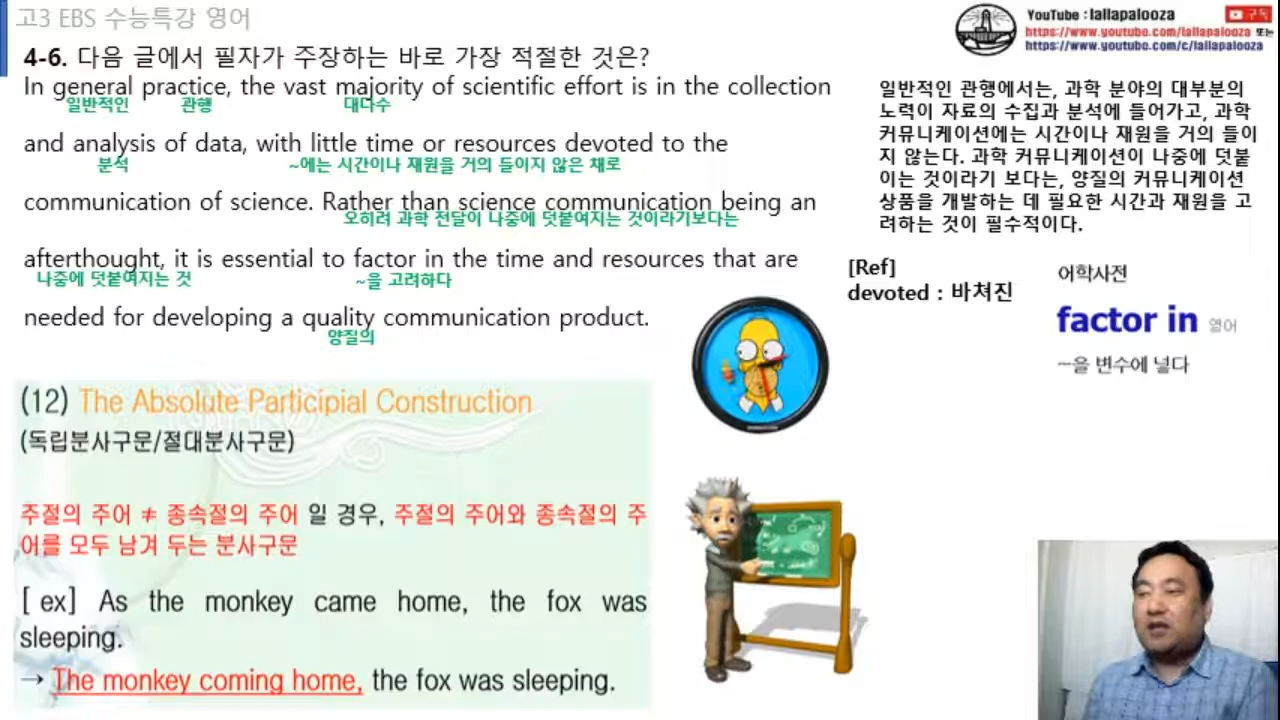 고3 EBS 수능특강 영어
YouTube : lallapalooza
구독
https://www.youtube.com/lallapalooza 또는
https://www.youtube.com/c/lallapalooza
4-6. 다음 글에서 필자가 주장하는 바로 가장 적절한 것은?
In general practice, the vast majority of scientific effort is in the collection
일반적인 관행 대다수
and analysis of data, with little time or resources devoted to the
분석 ~에는 시간이나 재원을 거의 들이지 않은 채로
communication of science. Rather than science communication being an
오히려 과학 전달이 나중에 덧붙여지는 것이라기보다는
afterthought, it is essential to factor in the time and resources that are
나중에 덧붙여지는 것 ~을 고려하다
needed for developing a quality communication product.
양질의
일반적인 관행에서는, 과학 분야의 대부분의
노력이 자료의 수집과 분석에 들어가고, 과학
커뮤니케이션에는 시간이나 재원을 거의 들이
지 않는다. 과학 커뮤니케이션이 나중에 덧붙
이는 것이라기 보다는, 양질의 커뮤니케이션
상품을 개발하는 데 필요한 시간과 재원을 고
려하는 것이 필수적이다.
[Ref]
devoted : 바쳐진
어학사전
factor in 영어
…을 변수에 넣다
(12) The Absolute Participial Construction
(독립분사구문/절대분사구문)
주절의 주어 ≠ 종속절의 주어 일 경우, 주절의 주어와 종속절의 주
어를 모두 남겨 두는 분사구문
[ ex] As the monkey came home, the fox was
sleeping.
→ The monkey coming home, the fox was sleeping.